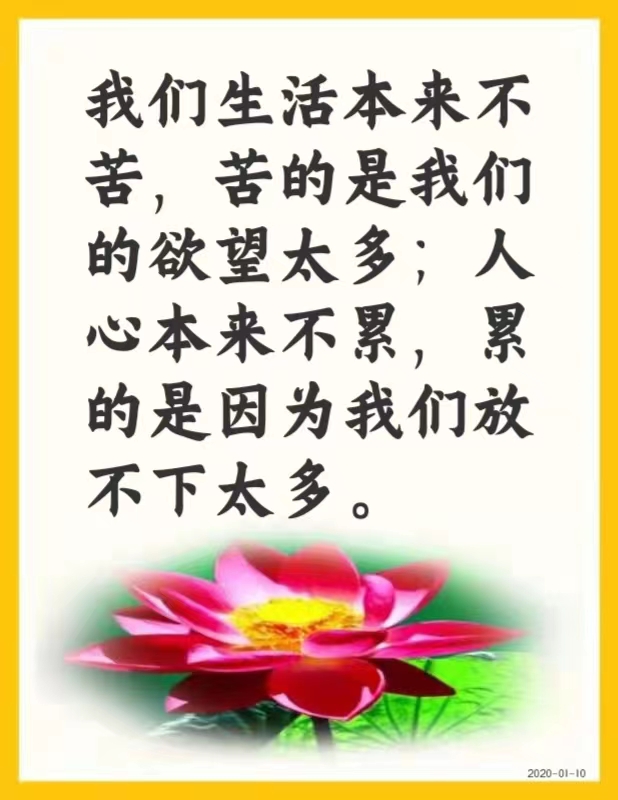 我们生活本来不
苦，苦的是我们
的欲望太多；人
心本来不累，累
的是因为我们放
不下太多。
2020-01-10